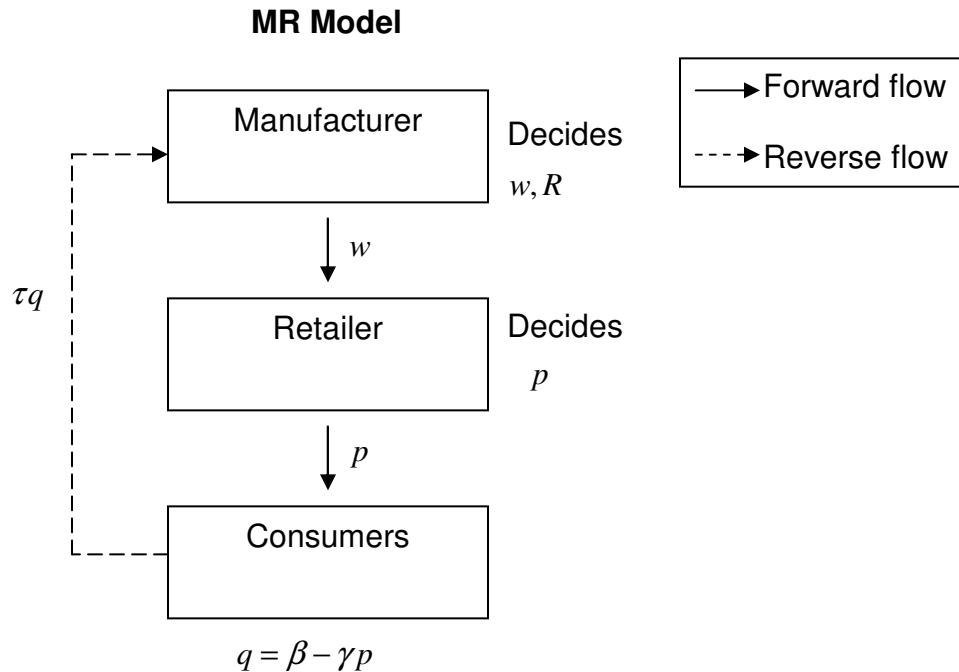 MR Model
Manufacturer
Decides
w, R
w
τq
Retailer
Decides
p
p
Consumers
q = β − γp
Forward flow
Reverse flow